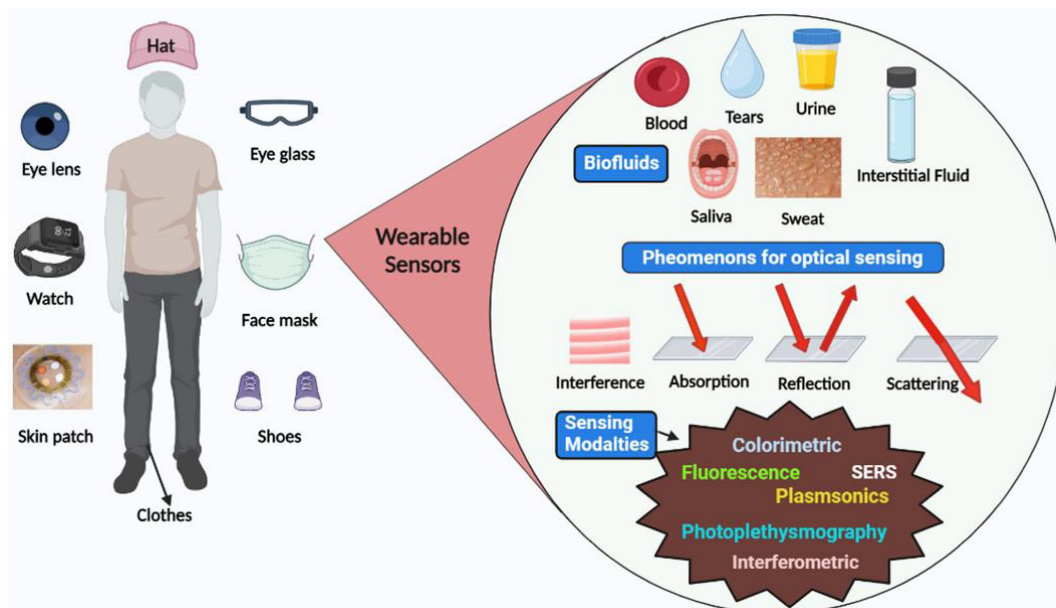 Hat
Eye lens
Eye glass
Watch
Face mask
Skin patch
Shoes
Clothes
Wearable
Sensors
Blood
Tears
Urine
Interstitial Fluid
Biofluids
Saliva
Sweat
Pheomenons for optical sensing
Interference
Absorption
Reflection
Scattering
Sensing
Modalties
Colorimetric
Fluorescence
SERS
Plasmsonics
Photoplethysmography
Interferometric